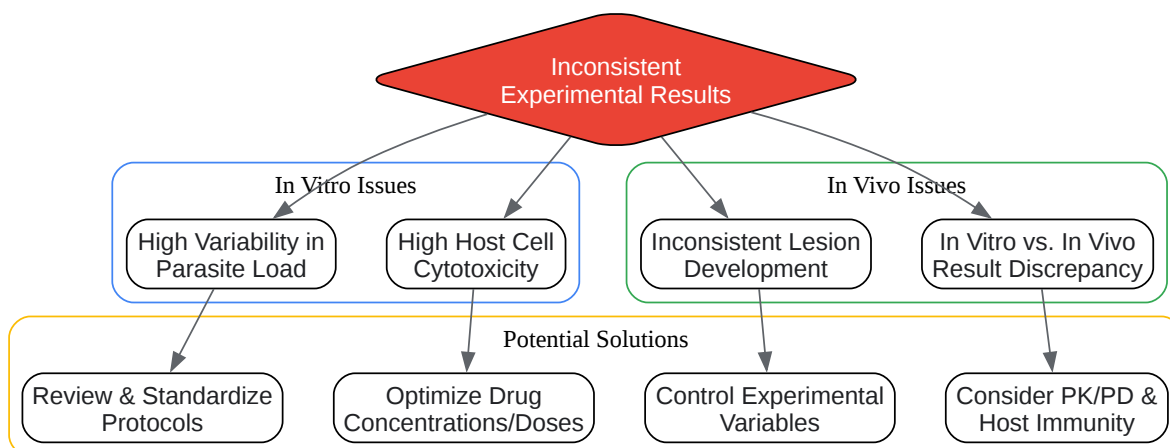 Inconsistent
Experimental Results
In Vitro Issues
In Vivo Issues
High Variability in
Parasite Load
High Host Cell
Cytotoxicity
Inconsistent Lesion
Development
In Vitro vs. In Vivo
Result Discrepancy
Potential Solutions
Review & Standardize
Protocols
Optimize Drug
Concentrations/Doses
Control Experimental
Variables
Consider PK/PD &
Host Immunity